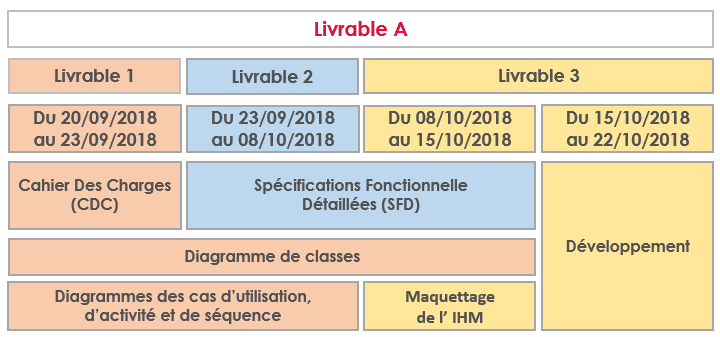 Livrable A
Livrable 1
Livrable 2
Livrable 3
Du 20/09/2018
au 23/09/2018
Du 23/09/2018
au 08/10/2018
Du 08/10/2018
au 15/10/2018
Du 15/10/2018
au 22/10/2018
Cahier Des Charges
(CDC)
Spécifications Fonctionnelle
Détaillées (SFD)
Développement
Diagramme de classes
Diagrammes des cas d’utilisation,
d’activité et de séquence
Maquettage
de l’ IHM